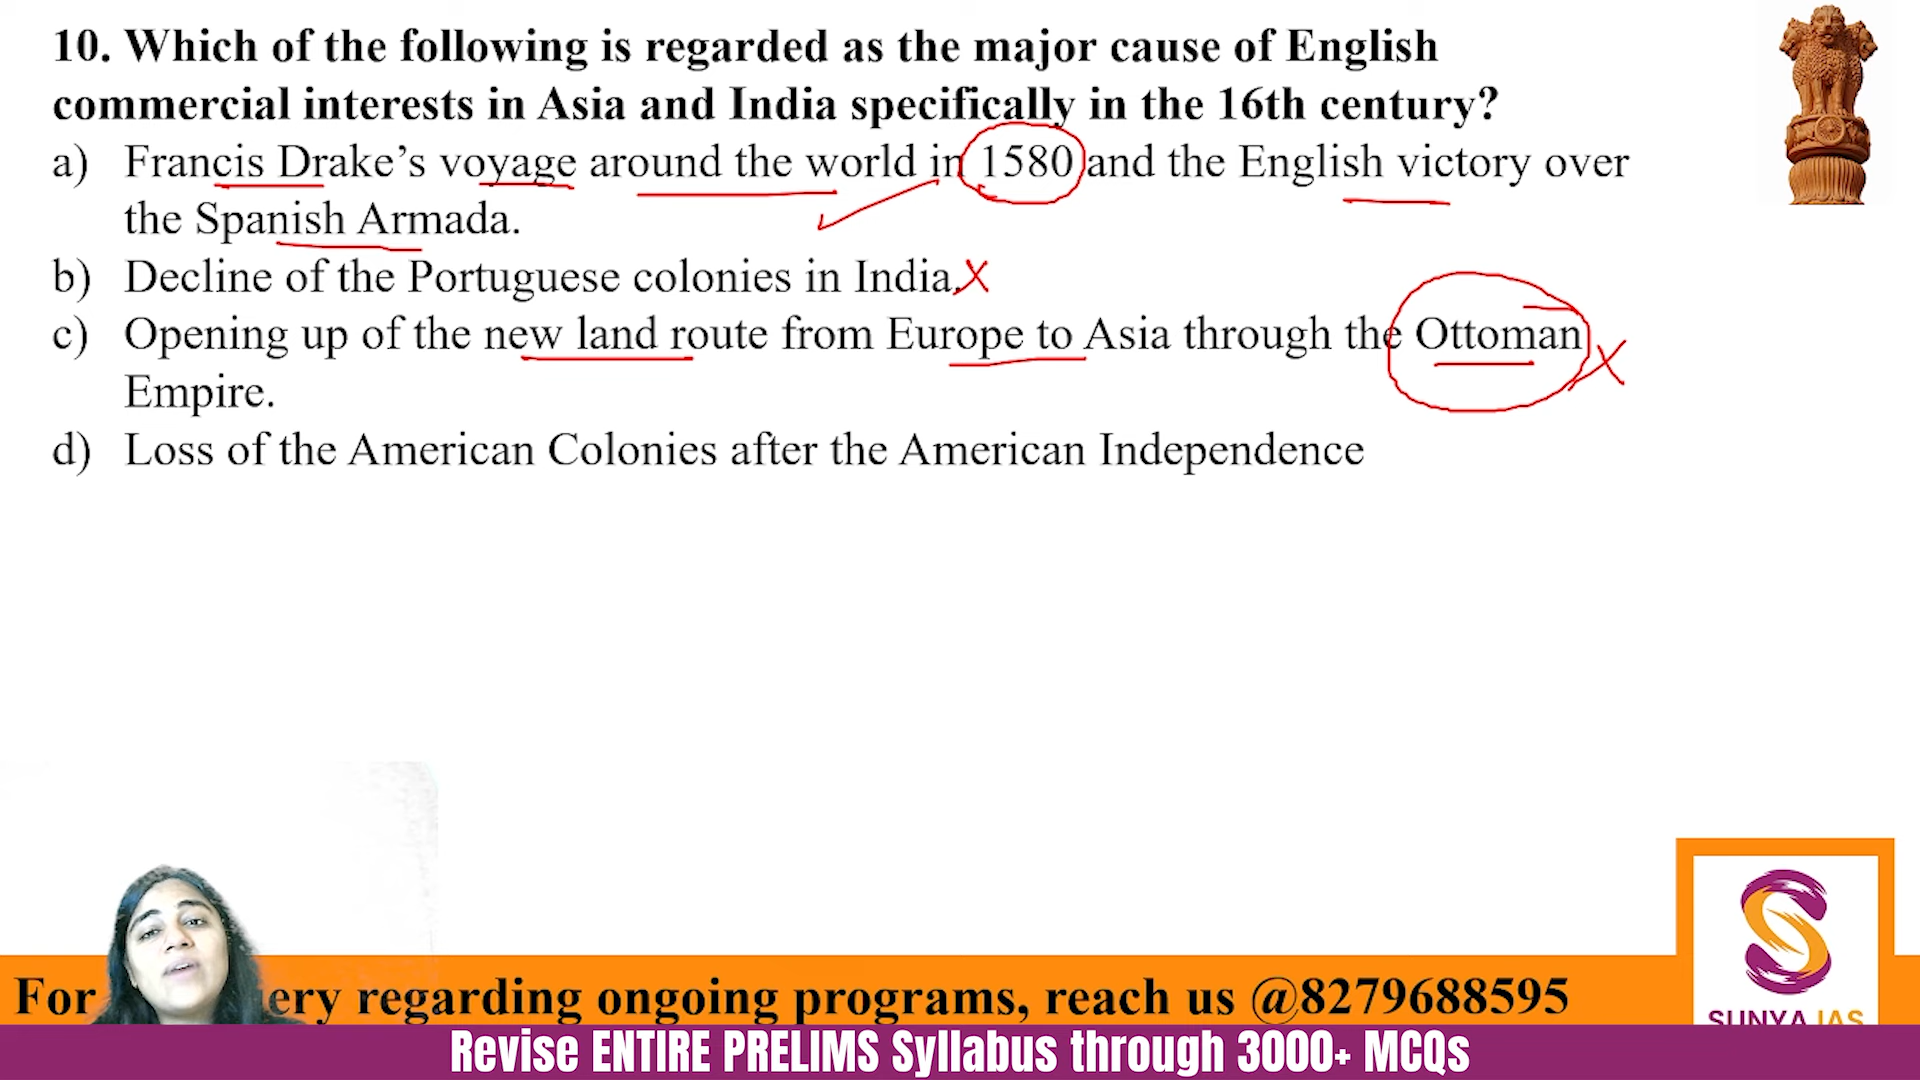 10. Which of the following is regarded as the major cause of English
commercial interests in Asia and India specifically in the 16th century?
a) Francis Drake’s voyage around the world in 1580 and the English victory over
the Spanish Armada.
b) Decline of the Portuguese colonies in India.
c) Opening up of the new land route from Europe to Asia through the Ottoman
Empire.
d) Loss of the American Colonies after the American Independence
For ery regarding ongoing programs, reach us @8279688595
SUNYA IAS
Revise ENTIRE PRELIMS Syllabus through 3000+ MCQs